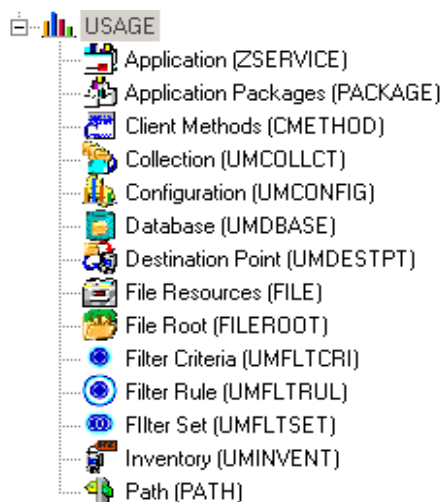 USAGE
Application (ZSERVICE)
Application Packages (PACKAGE)
Client Methods (CMETHOD)
Collection (UMCOLLCT)
Configuration (UMCONFIG)
Database (UMDBASE)
Destination Point (UMDESTPT)
File Resources (FILE)
File Root (FILEROOT)
Filter Criteria (UMFLTCRI)
Filter Rule (UMFLTRUL)
FIlter Set (UMFLTSET)
Inventory (UMINVENT)
Path (PATH)